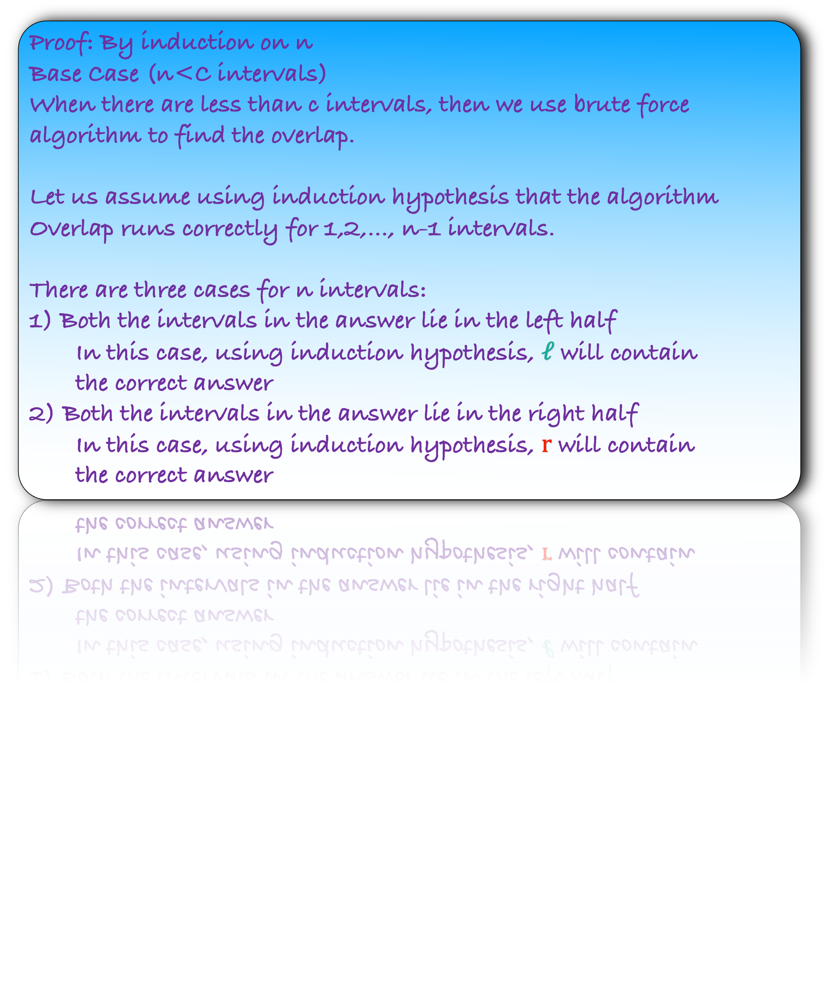 Proof: By induction on n
Base Case (n<C intervals)
When there are less than c intervals, then we use brute force
algorithm to find the overlap.
Let us assume using induction hypothesis that the algorithm
Overlap runs correctly for 1,2,..., n-1 intervals.
There are three cases for n intervals:
1) Both the intervals in the answer lie in the left half
In this case, using induction hypothesis, ℓ will contain
the correct answer
2) Both the intervals in the answer lie in the right half
In this case, using induction hypothesis, r will contain
the correct answer